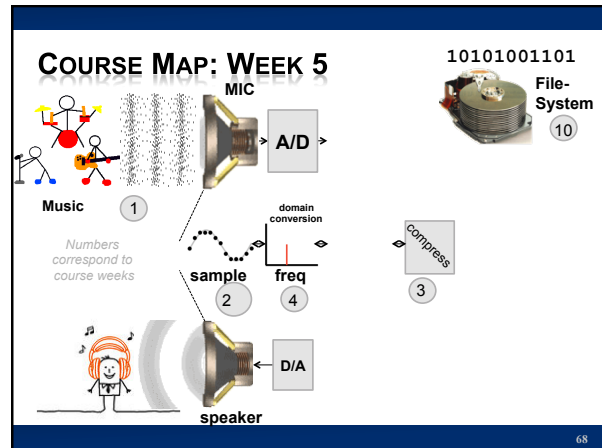 COURSE MAP: WEEK 5
10101001101
MIC
File-
System
10
A/D
Music
1
domain
conversion
Numbers
correspond to
course weeks
compress
sample
freq
2
4
3
D/A
speaker
68